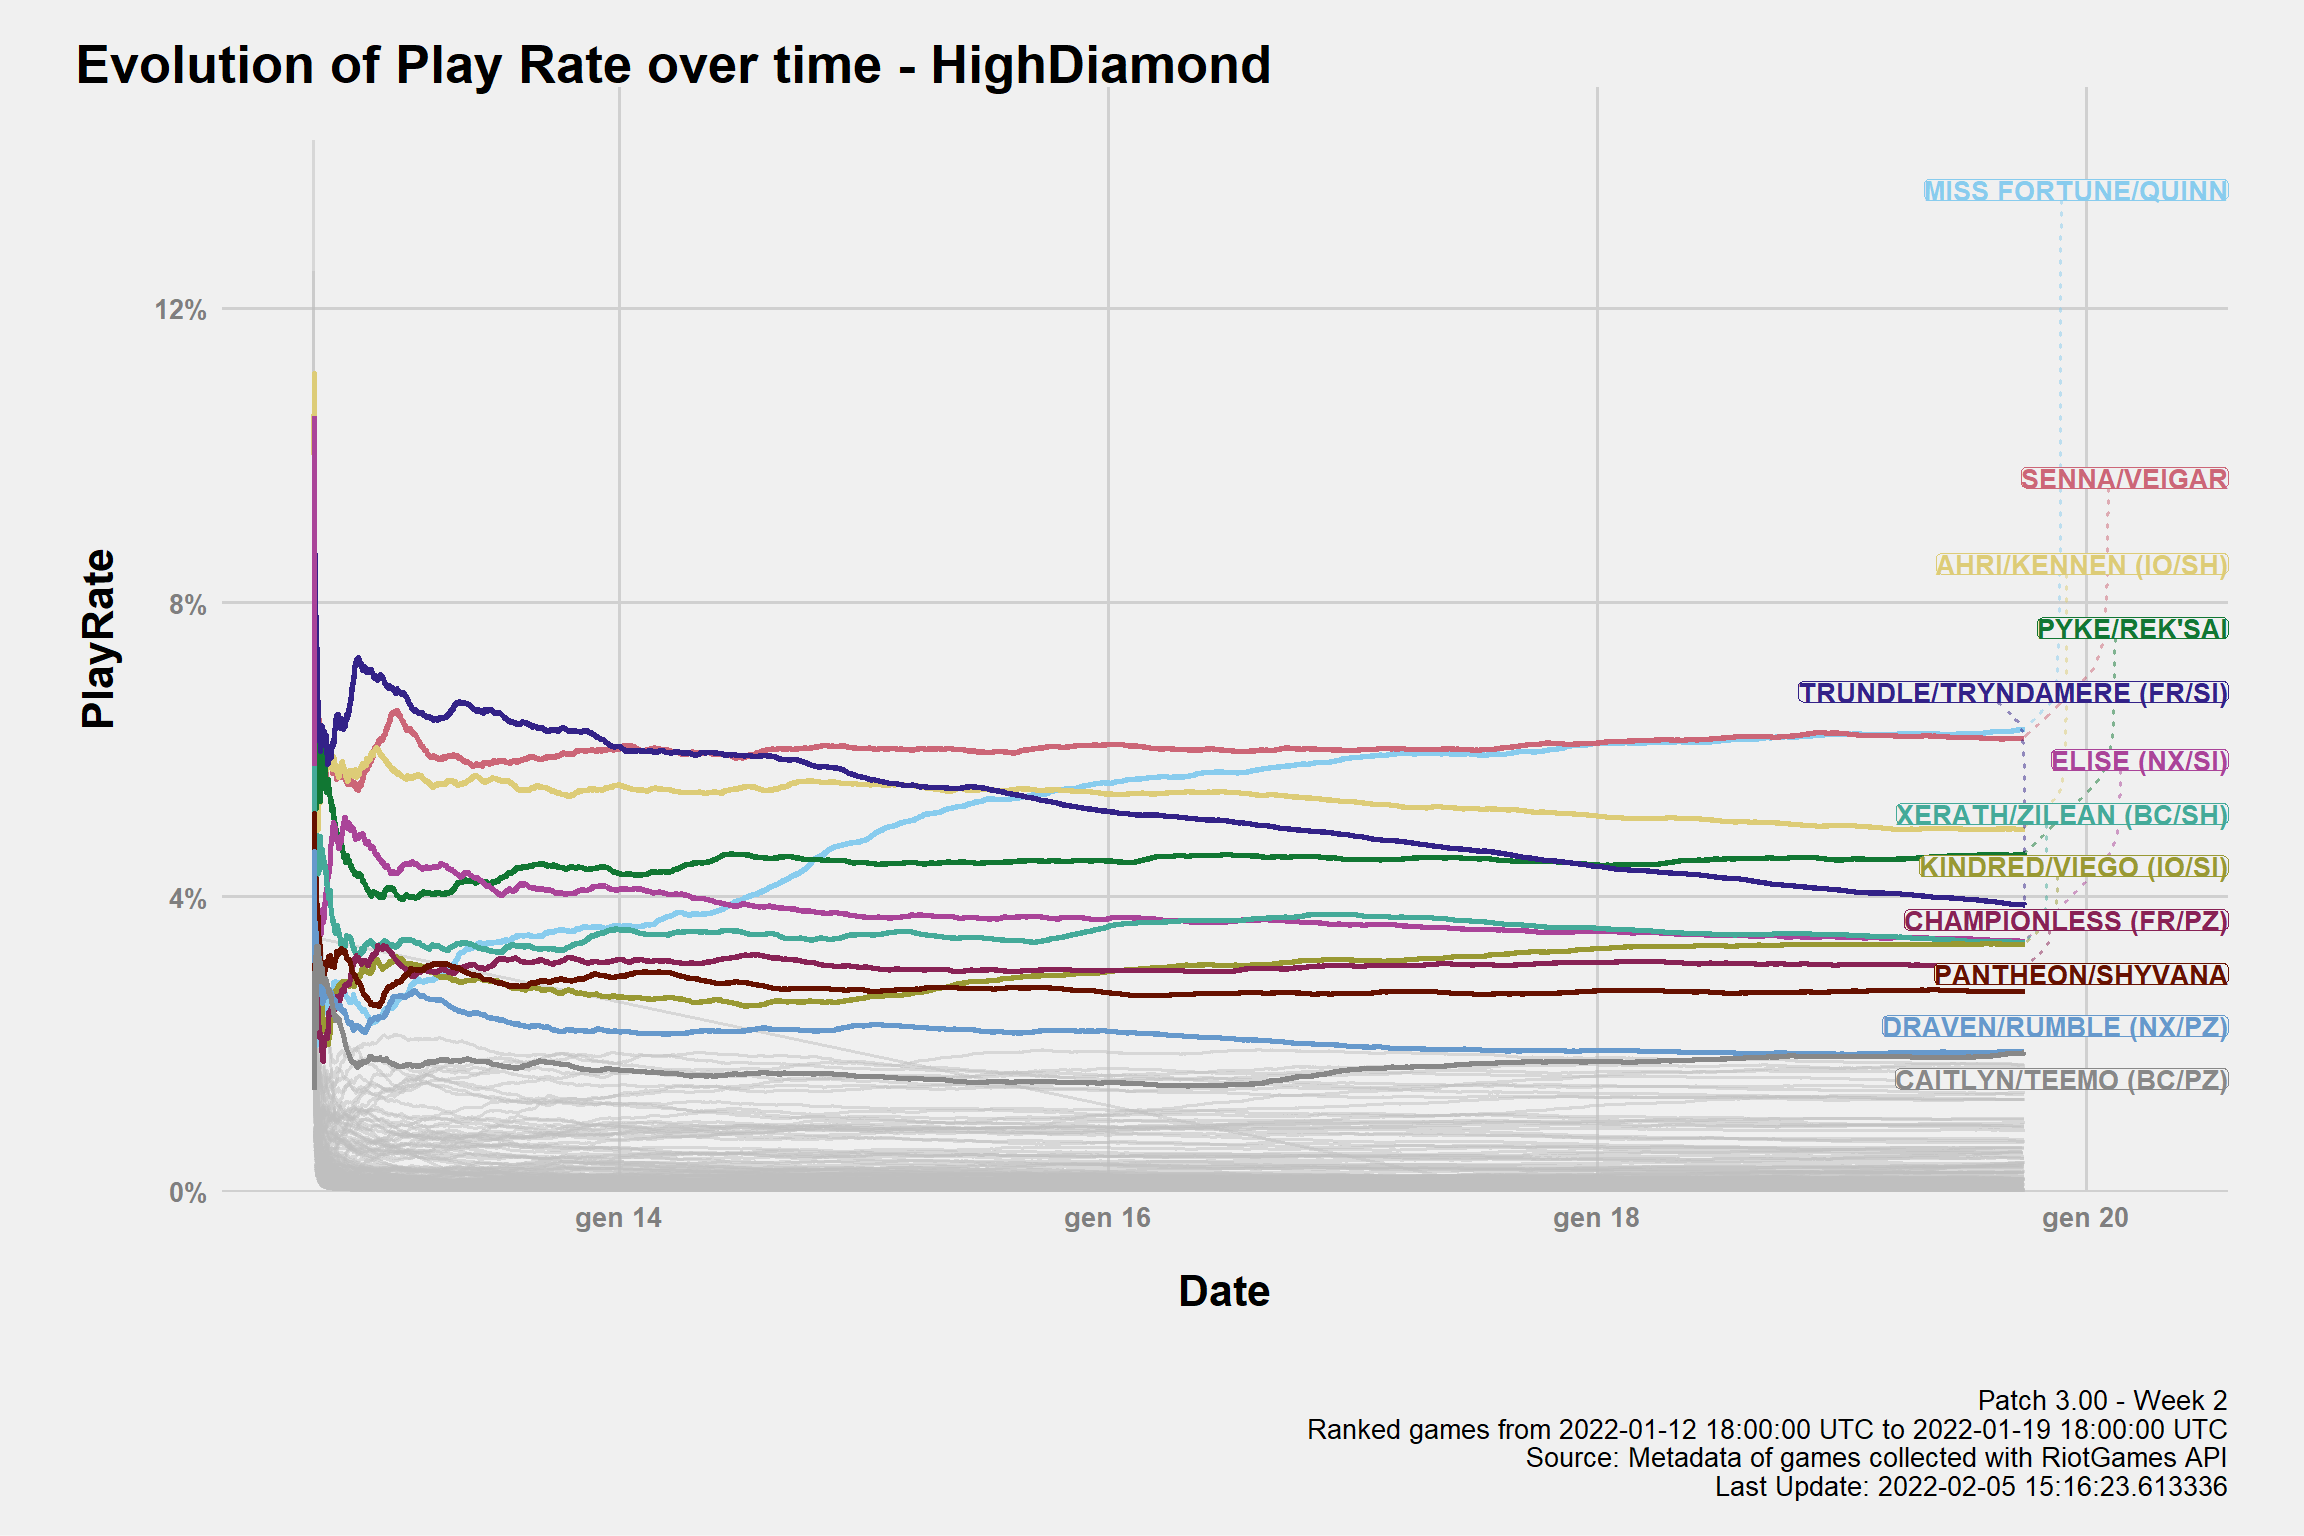 Evolution of Play Rate over time - HighDiamond
PlayRate
12%
8%
4%
0%
MISS FORTUNE/QUINN
SENNA/VEIGAR
AHRI/KENNEN (IO/SH)
PYKE/REK'SAI
TRUNDLE/TRYNDAMERE (FR/SI)
ELISE (NX/SI)
XERATH/ZILEAN (BC/SH)
KINDRED/VIEGO (IO/SI)
CHAMPIONLESS (FR/PZ)
PANTHEON/SHYVANA
DRAVEN/RUMBLE (NX/PZ)
CAITLYN/TEEMO (BC/PZ)
gen 14
gen 16
gen 18
gen 20
Date
Patch 3.00 - Week 2
Ranked games from 2022-01-12 18:00:00 UTC to 2022-01-19 18:00:00 UTC
Source: Metadata of games collected with RiotGames API
Last Update: 2022-02-05 15:16:23.613336